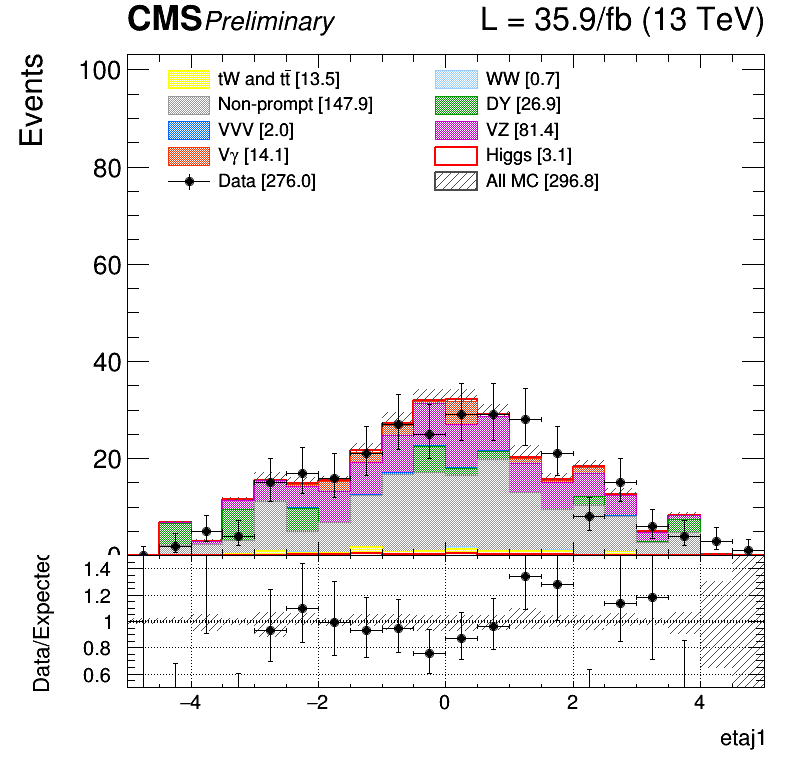 CMS Preliminary L = 35.9/fb (13 TeV)
Events
100
80
60
40
20
0
tW and tt̄ [13.5]
Non-prompt [147.9]
VVV [2.0]
Vγ [14.1]
Data [276.0]
WW [0.7]
DY [26.9]
VZ [81.4]
Higgs [3.1]
All MC [296.8]
Data/Expected
1.4
1.2
1
0.8
0.6
−4 −2 0 2 4
etaj1